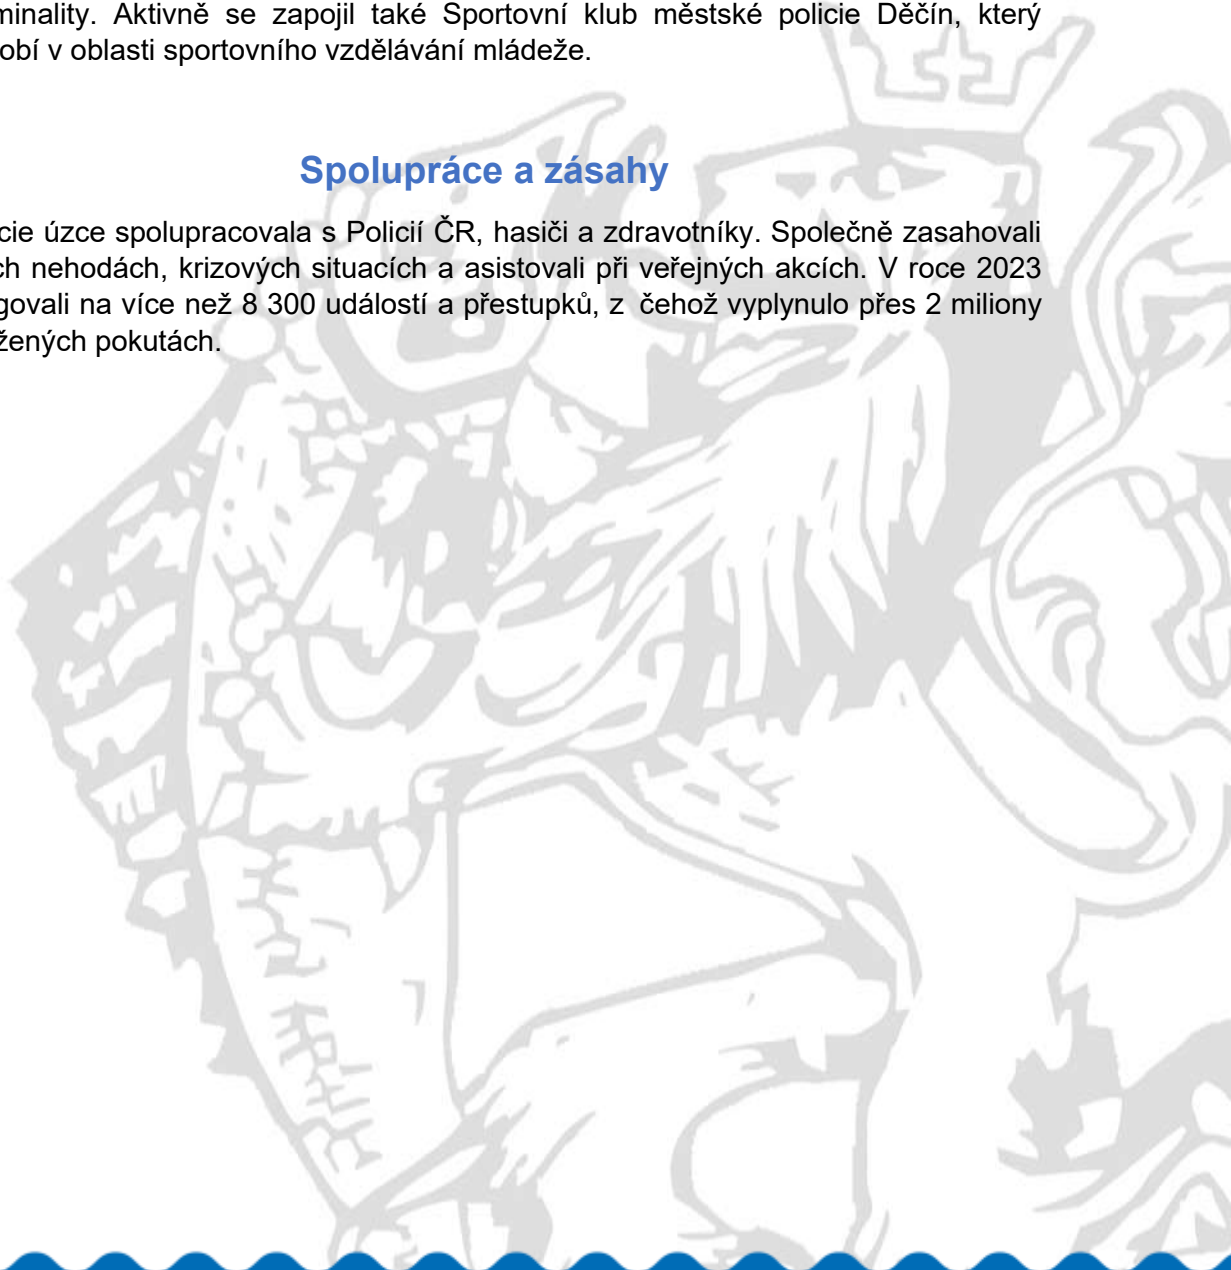 minality. Aktivně se zapojil také Sportovní klub městské policie Děčín, který
obí v oblasti sportovního vzdělávání mládeže.
Spolupráce a zásahy
cie úzce spolupracovala s Policií ČR, hasiči a zdravotníky. Společně zasahovali
ch nehodách, krizových situacích a asistovali při veřejných akcích. V roce 2023
govali na více než 8 300 událostí a přestupků, z čehož vyplynulo přes 2 miliony
žených pokutách.